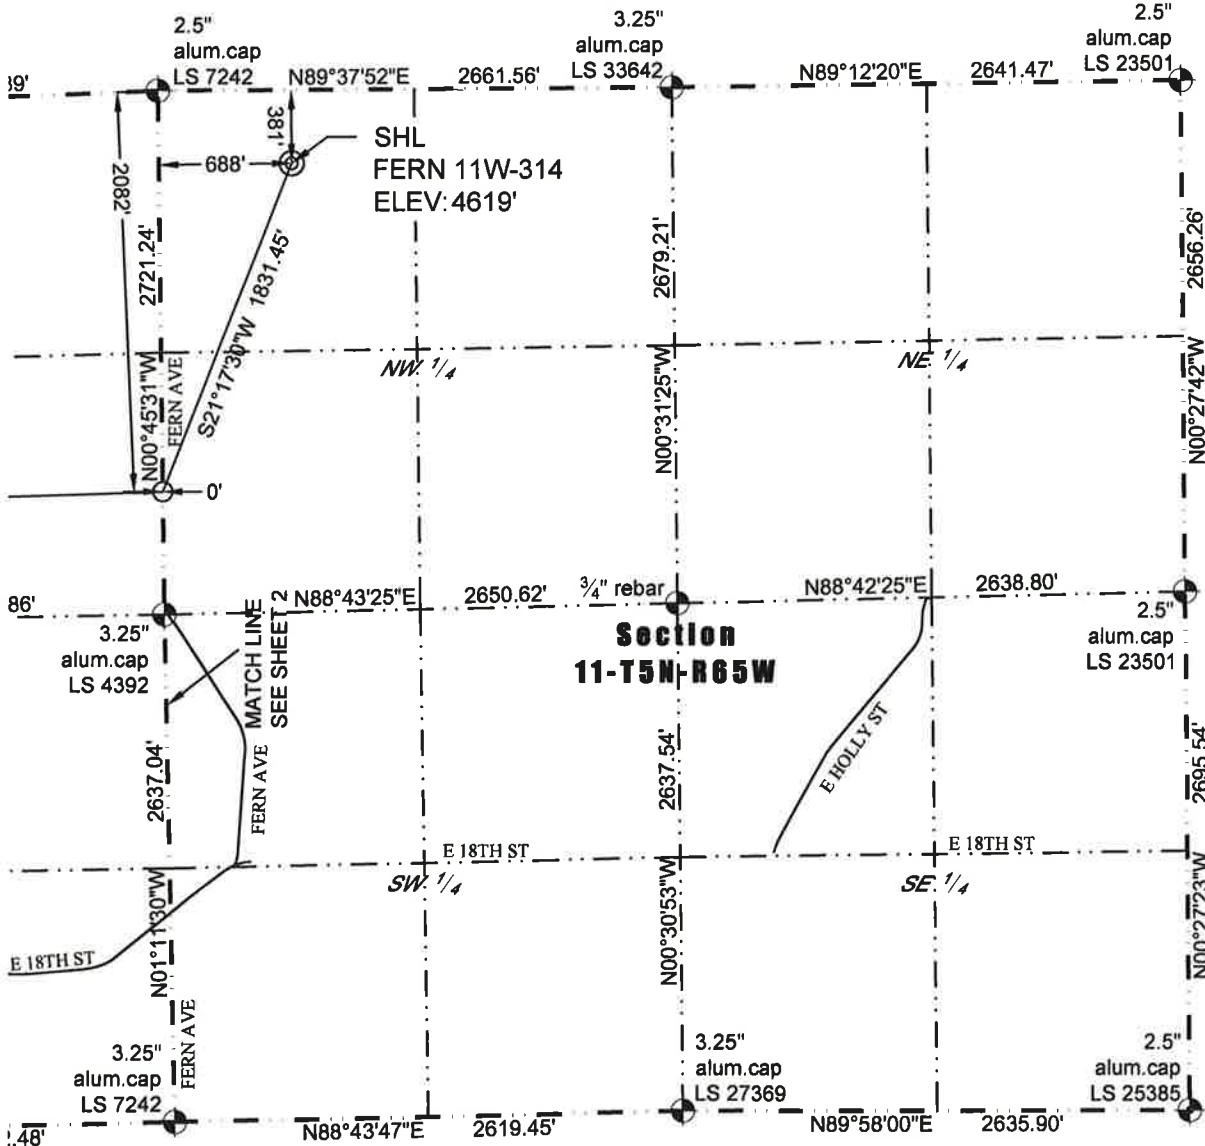 2.5"
alum.cap
LS 7242
3.25"
alum.cap
LS 33642
2.5"
alum.cap
LS 23501
N89°37'52"E
2661.56'
N89°12'20"E
2641.47'
381'
688'
SHL
FERN 11W-314
ELEV:4619'
2082'
2721.24'
S21°17'30"W 1831.45'
2679.21'
2656.26'
N00°45'31"W
FERN AVE
NW 1/4
N00°31'25"W
NE 1/4
N00°27'42"W
0'
86'
N88°43'25"E
2650.62'
3/4" rebar
N88°42'25"E
2638.80'
3.25"
alum.cap
LS 4392
MATCH LINE
SEE SHEET 2
Section
11-T5N-R65W
2.5"
alum.cap
LS 23501
2637.04'
FERN AVE
2637.54'
E HOLLY ST
2695.54'
E 18TH ST
E 18TH ST
SW 1/4
SE 1/4
N01°11'30"W
N00°30'53"W
N00°27'23"W
E 18TH ST
FERN AVE
3.25"
alum.cap
LS 7242
3.25"
alum.cap
LS 27369
2.5"
alum.cap
LS 25385
2.48'
N88°43'47"E
2619.45'
N89°58'00"E
2635.90'